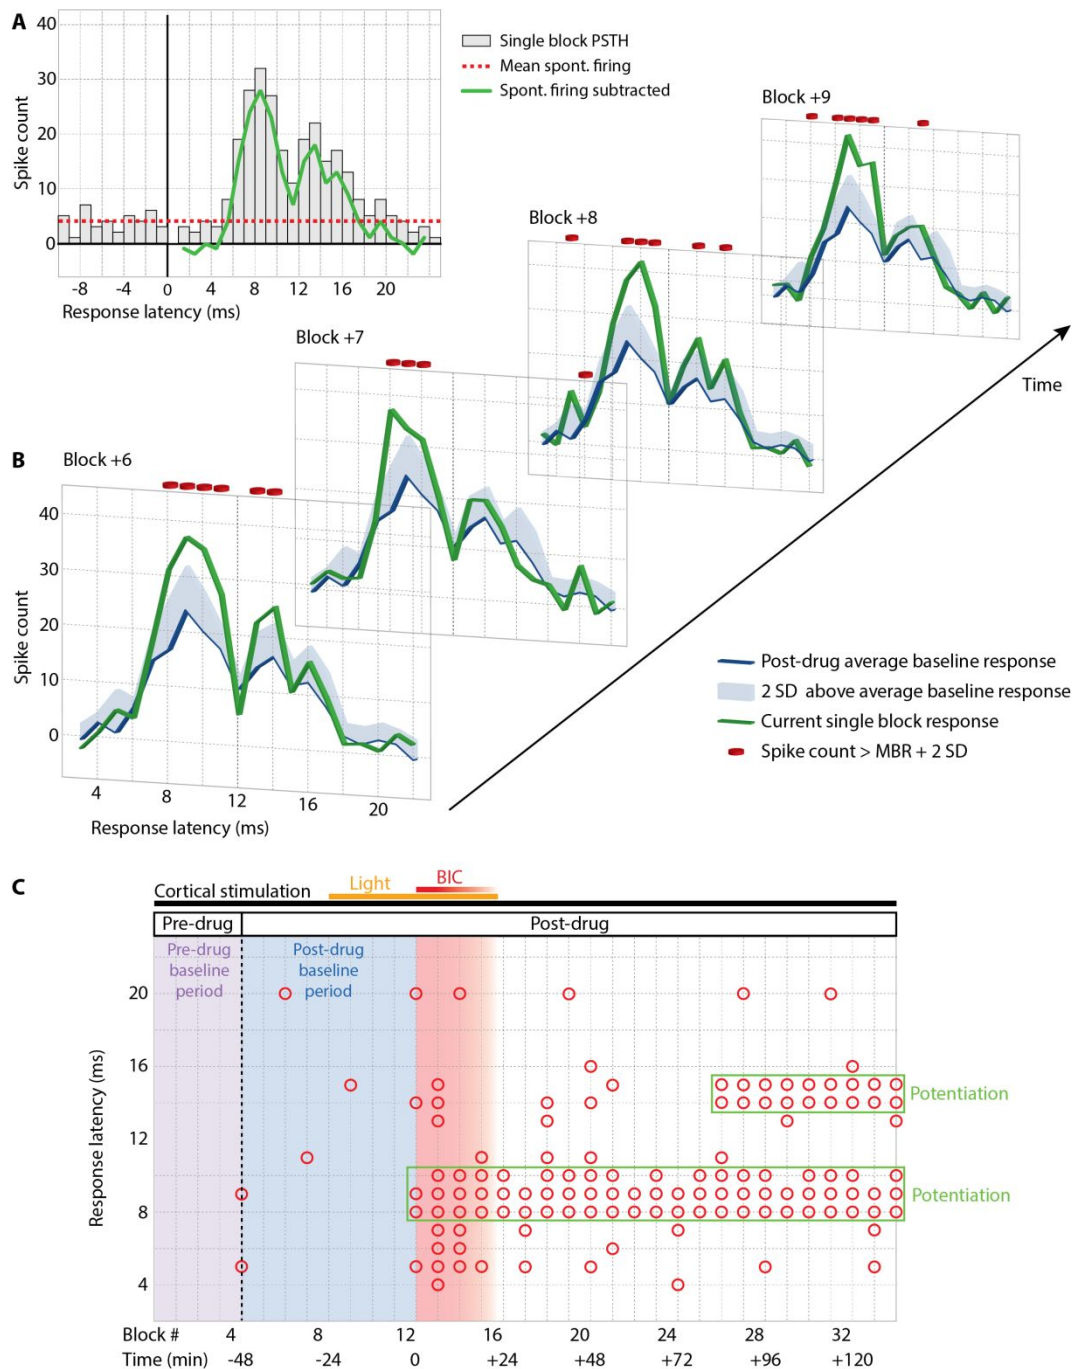 A
40
30
20
10
0
Spike count
-8 -4 0 4 8 12 16 20
Response latency (ms)
Single block PSTH
Mean spont. firing
Spont. firing subtracted
Block +9
Block +8
Block +7
Time
B
Block +6
40
30
20
10
0
Spike count
4 8 12 16 20
Response latency (ms)
Post-drug average baseline response
2 SD above average baseline response
Current single block response
Spike count > MBR + 2 SD
C
Cortical stimulation
Light
BIC
Pre-drug
Post-drug
Pre-drug
baseline
period
Post-drug
baseline
period
20
16
12
8
4
Response latency (ms)
Potentiation
Potentiation
Block # 4 8 12 16 20 24 28 32
Time (min) -48 -24 0 +24 +48 +72 +96 +120